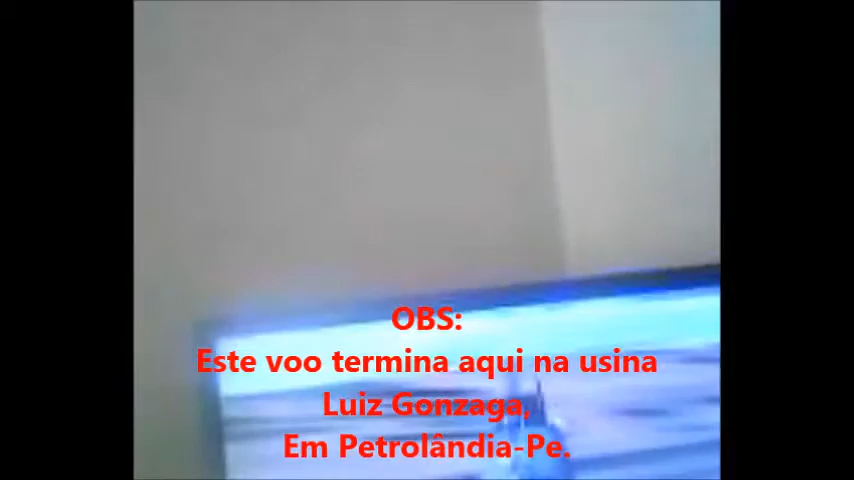 OBS:
Este voo termina aqui na usina
Luiz Gonzaga,
Em Petrolândia-Pe.